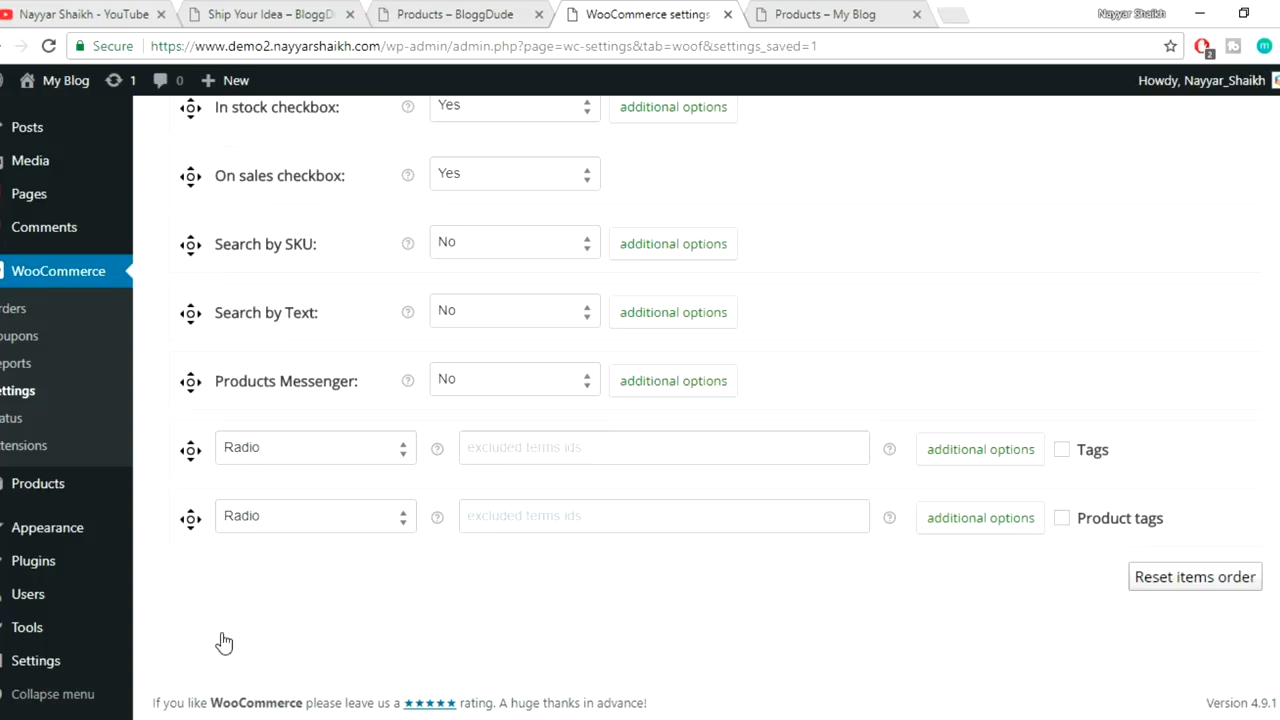 Nayyar Shaikh - YouTube
Ship Your Idea – BloggD
Products – BloggDude
WooCommerce settings
Products – My Blog
Nayyar Shaikh
Secure
https://www.demo2.nayyarshaikh.com/wp-admin/admin.php?page=wc-settings&tab=woof&settings_saved=1
2
m
My Blog
1
0
New
Howdy, Nayyar_Shaikh
Posts
Media
Pages
Comments
WooCommerce
rders
oupons
eports
ettings
tatus
xtensions
Products
Appearance
Plugins
Users
Tools
Settings
Collapse menu
In stock checkbox: Yes additional options
On sales checkbox: Yes
Search by SKU: No additional options
Search by Text: No additional options
Products Messenger: No additional options
Radio excluded terms ids additional options Tags
Radio excluded terms ids additional options Product tags
Reset items order
If you like WooCommerce please leave us a ★★★★★ rating. A huge thanks in advance!
Version 4.9.1